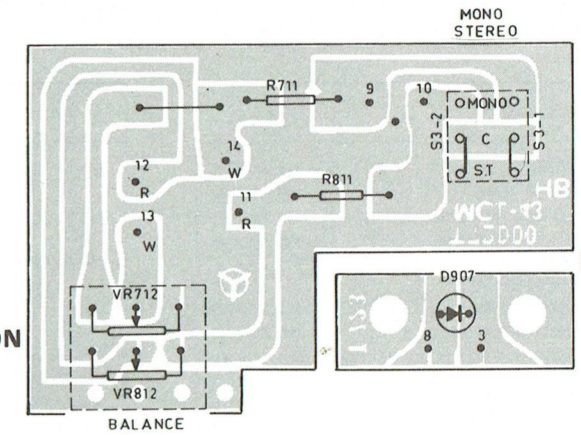 MONO
STEREO
R711
9
10
MONO
S3-2
S3-1
C
S.T
14
W
12
R
R811
11
R
13
W
HB
WCT-43
VR712
VR812
BALANCE
D907
8
3
ON